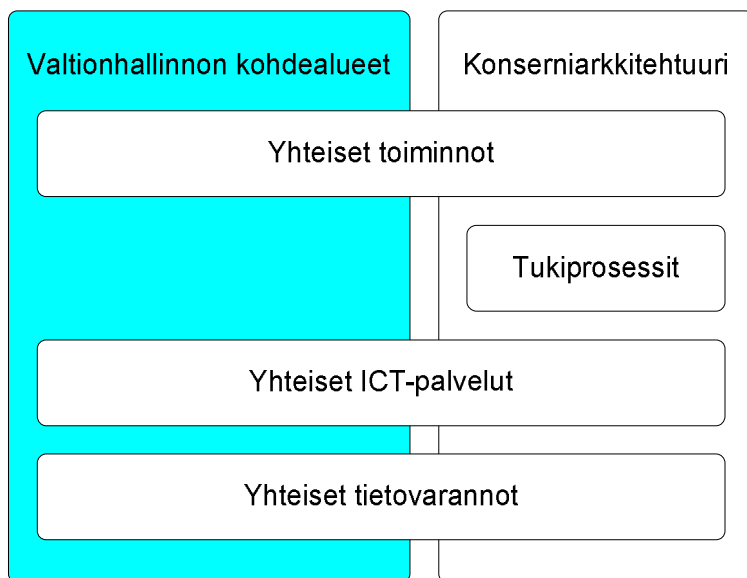 Valtionhallinnon kohdealueet
Konserniarkkitehtuuri
Yhteiset toiminnot
Tukiprosessit
Yhteiset ICT-palvelut
Yhteiset tietovarannot